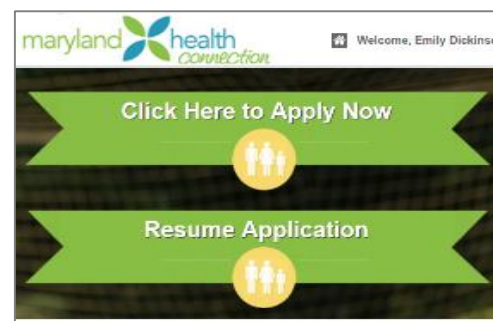 maryland health
connection
Welcome, Emily Dickinso
Click Here to Apply Now
Resume Application